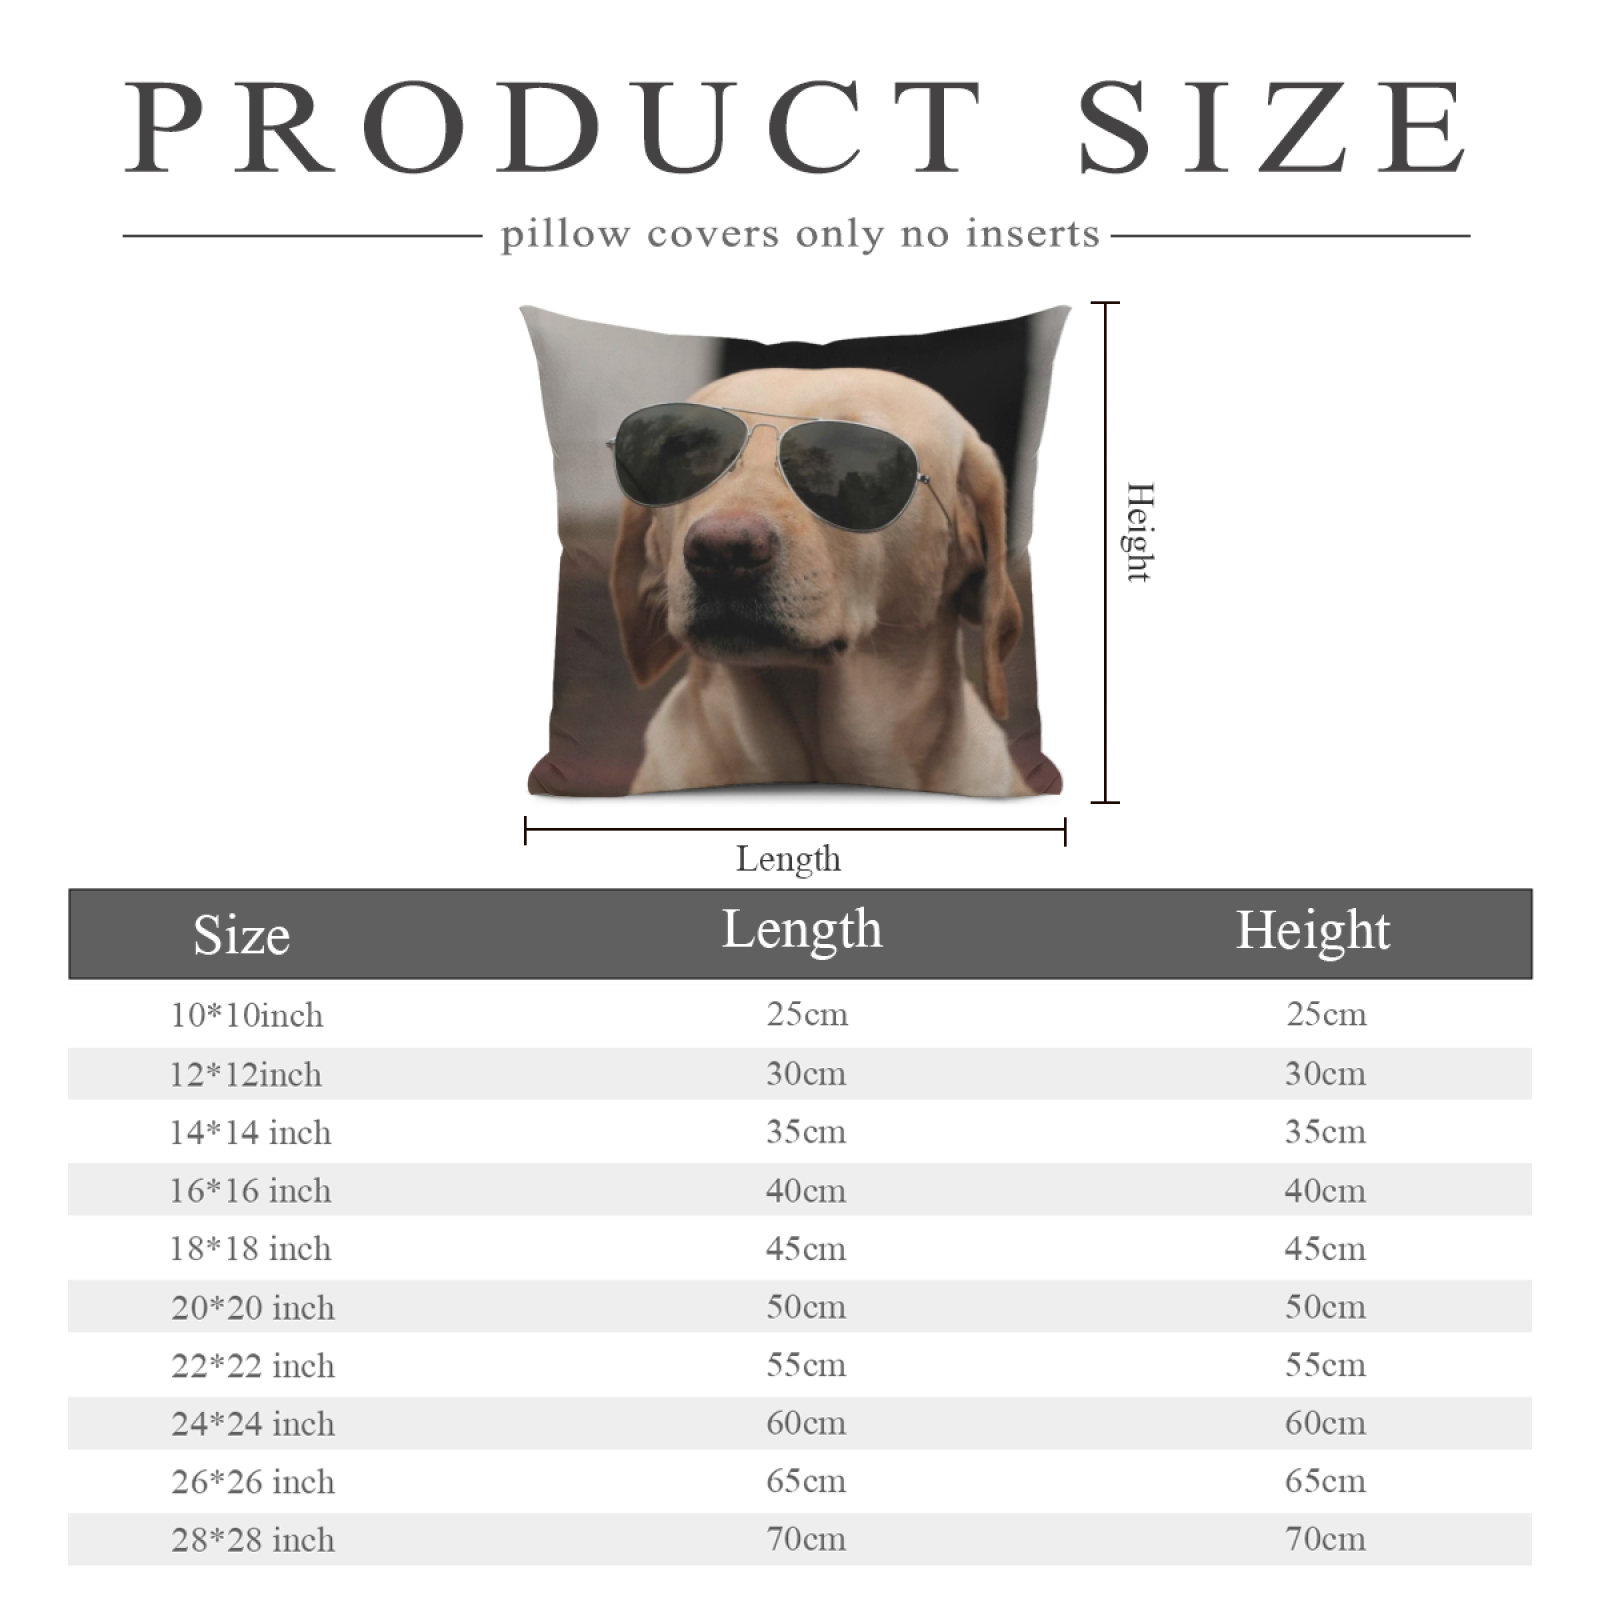 PRODUCT SIZE
pillow covers only no inserts
Height
Length
Size Length Height
10*10inch 25cm 25cm
12*12inch 30cm 30cm
14*14 inch 35cm 35cm
16*16 inch 40cm 40cm
18*18 inch 45cm 45cm
20*20 inch 50cm 50cm
22*22 inch 55cm 55cm
24*24 inch 60cm 60cm
26*26 inch 65cm 65cm
28*28 inch 70cm 70cm